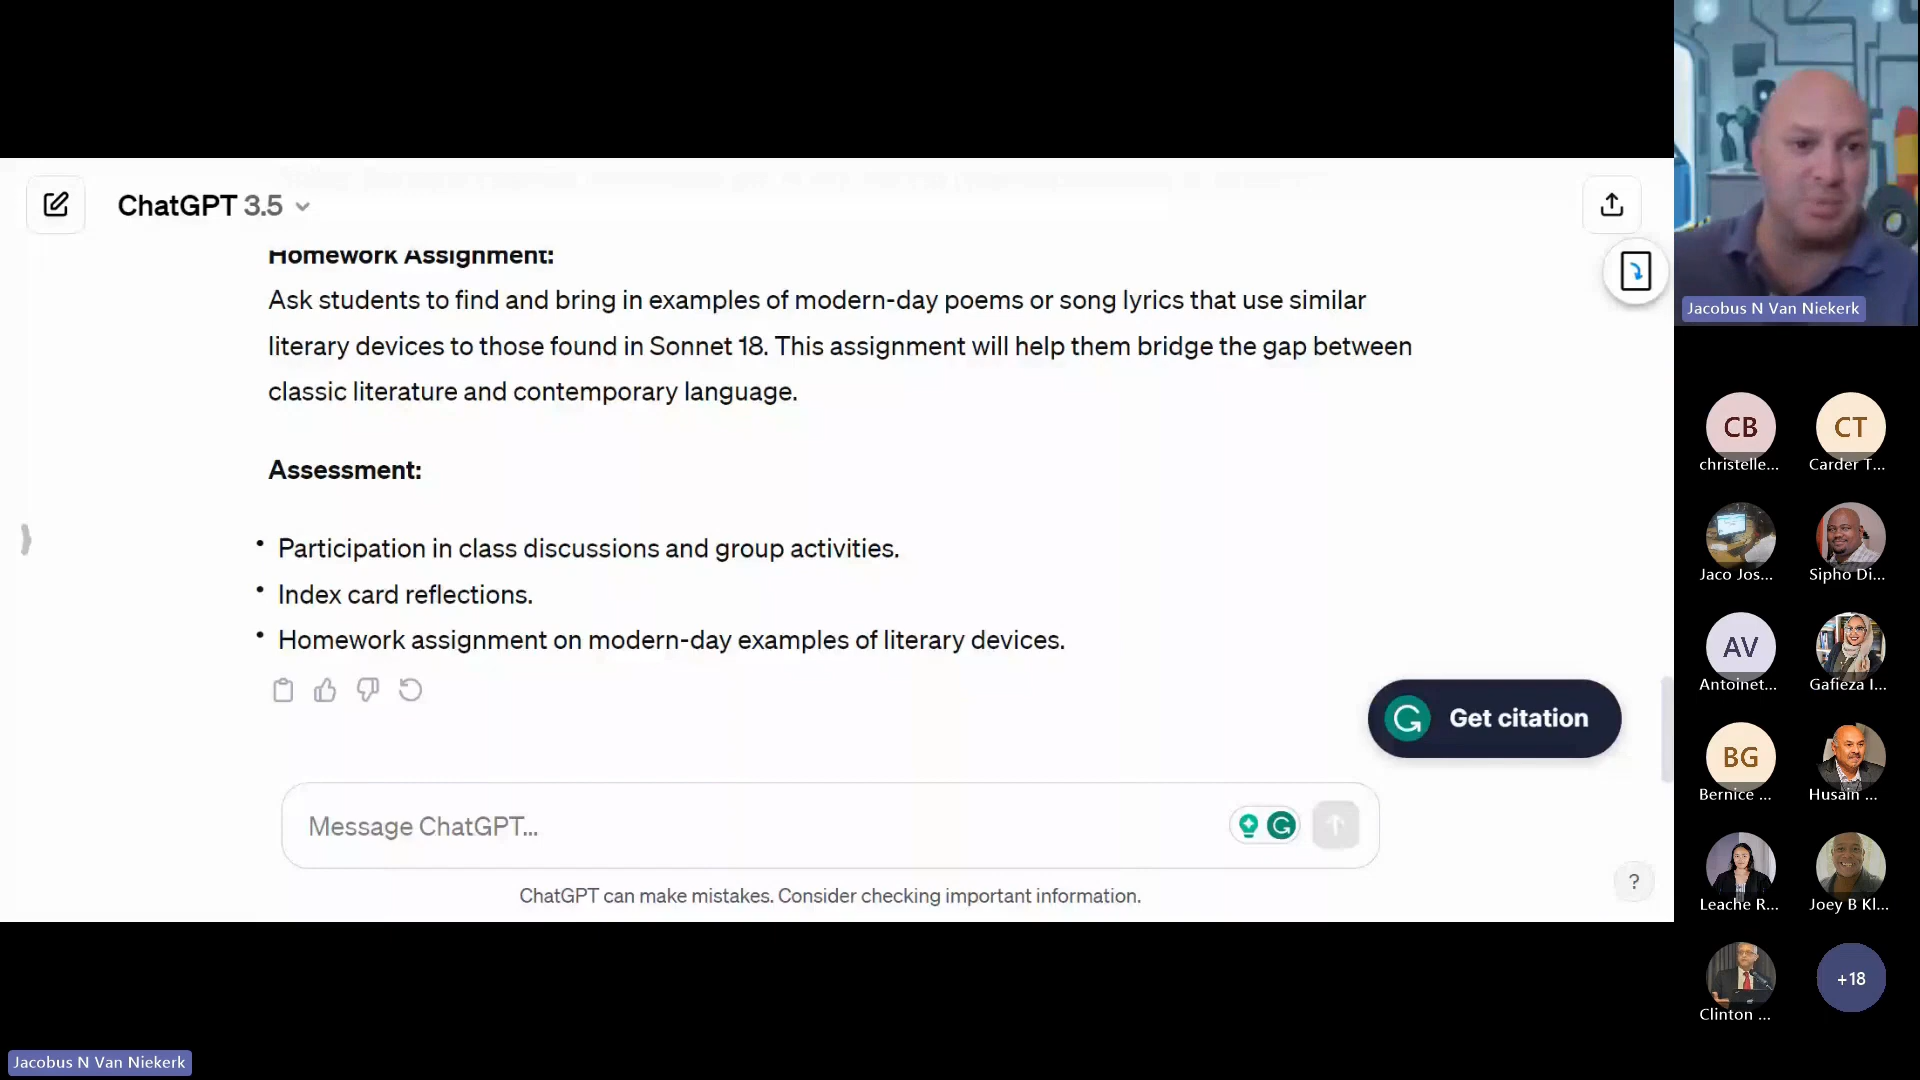 ChatGPT 3.5
Homework Assignment:
Ask students to find and bring in examples of modern-day poems or song lyrics that use similar
literary devices to those found in Sonnet 18. This assignment will help them bridge the gap between
classic literature and contemporary language.
Assessment:
• Participation in class discussions and group activities.
• Index card reflections.
• Homework assignment on modern-day examples of literary devices.
Get citation
Message ChatGPT...
ChatGPT can make mistakes. Consider checking important information.
?
Jacobus N Van Niekerk
Jacobus N Van Niekerk
CB
christelle...
CT
Carder T...
Jaco Jos...
Sipho Di...
AV
Antoinet...
Gafieza I...
BG
Bernice ...
Husain ...
Leache R...
Joey B Kl...
Clinton ...
+18